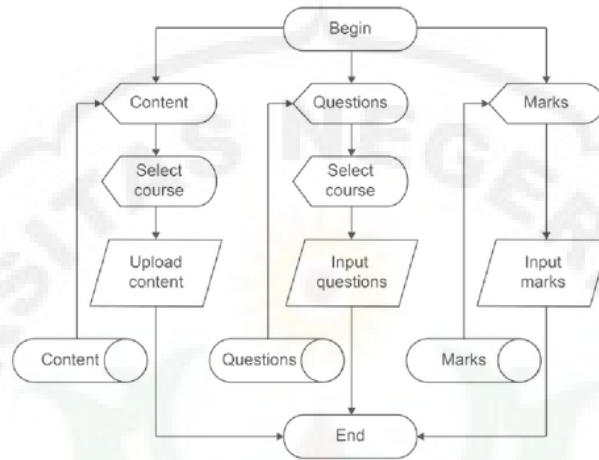 Begin
Content
Questions
Marks
Select
course
Select
course
Upload
content
Input
questions
Input
marks
Content
Questions
Marks
End